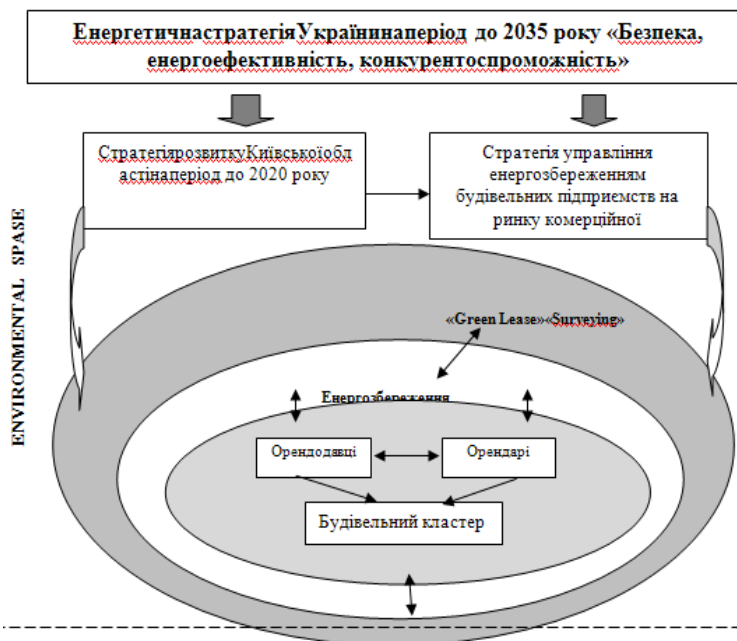 ЕнергетичнастратегіяУкраїнинаперіод до 2035 року «Безпека,
енергоефективність, конкурентоспроможність»
СтратегіярозвиткуКиївськоїобл
астінаперіод до 2020 року
Стратегія управління
енергозбереженням
будівельних підприємств на
ринку комерційної
ENVIRONMENTAL SPASE
«Green Lease»«Surveying»
Енергозбереження
Орендодавці
Орендарі
Будівельний кластер